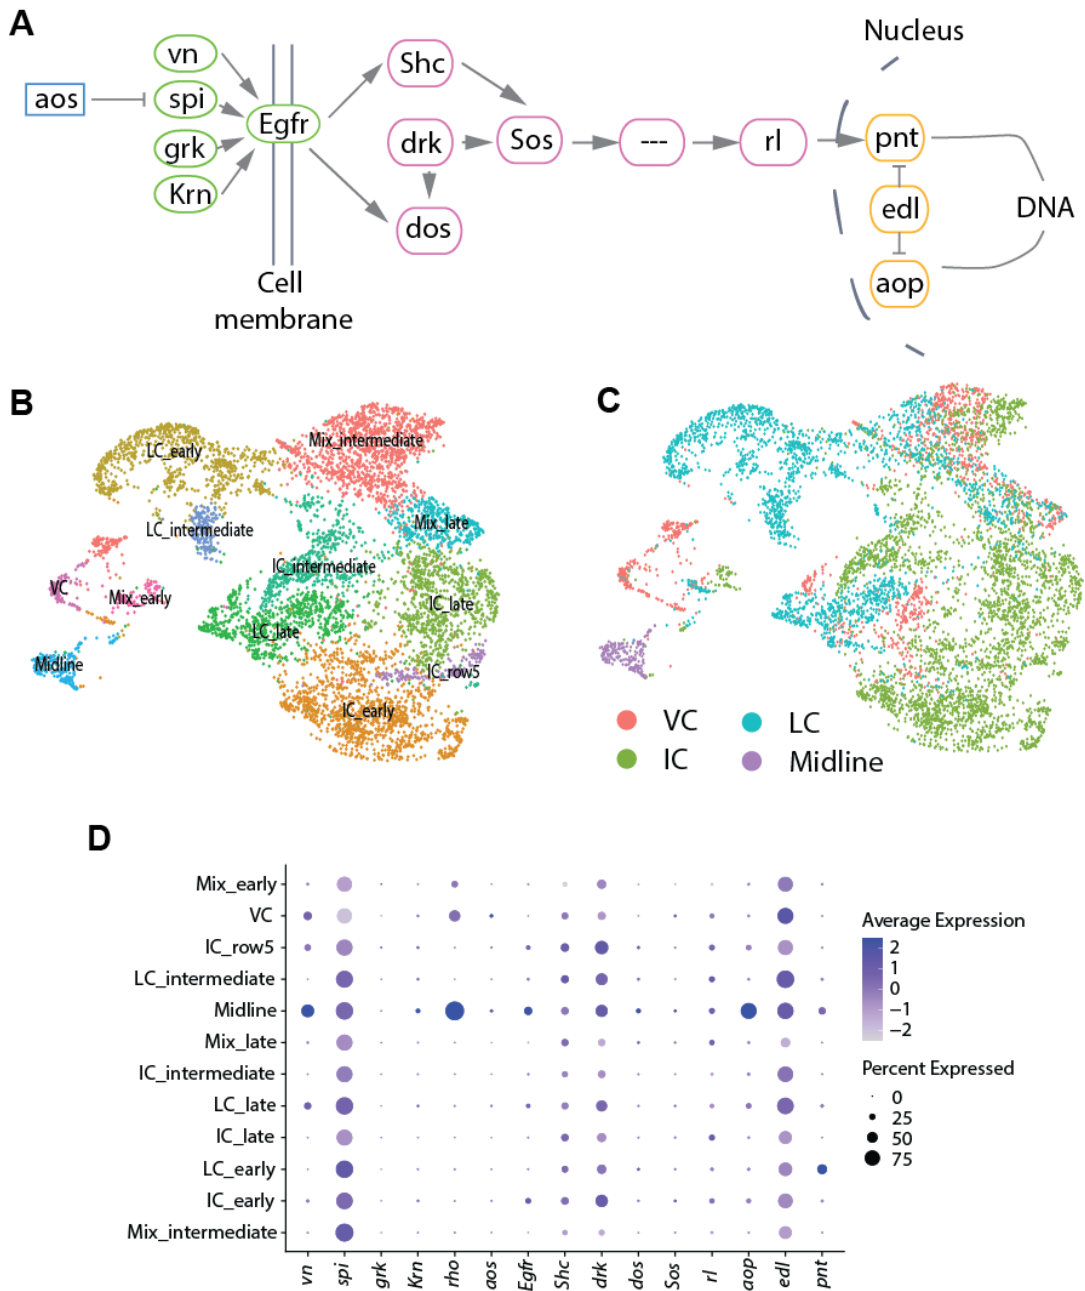 A
Nucleus
vn
aos
spi
Egfr
grk
Krn
Shc
drk
Sos
---
rl
dos
pnt
edl
DNA
aop
Cell
membrane
B
LC_early
Mix_intermediate
LC_intermediate
Mix_late
IC_intermediate
VC
Mix_early
IC_late
LC_late
Midline
IC_row5
IC_early
C
VC
LC
IC
Midline
D
Mix_early
VC
IC_row5
LC_intermediate
Midline
Mix_late
IC_intermediate
LC_late
IC_late
LC_early
IC_early
Mix_intermediate
vn
spi
grk
Krn
rho
aos
Egfr
Shc
drk
dos
Sos
rl
aop
edl
pnt
Average Expression
2
1
0
−1
−2
Percent Expressed
0
25
50
75